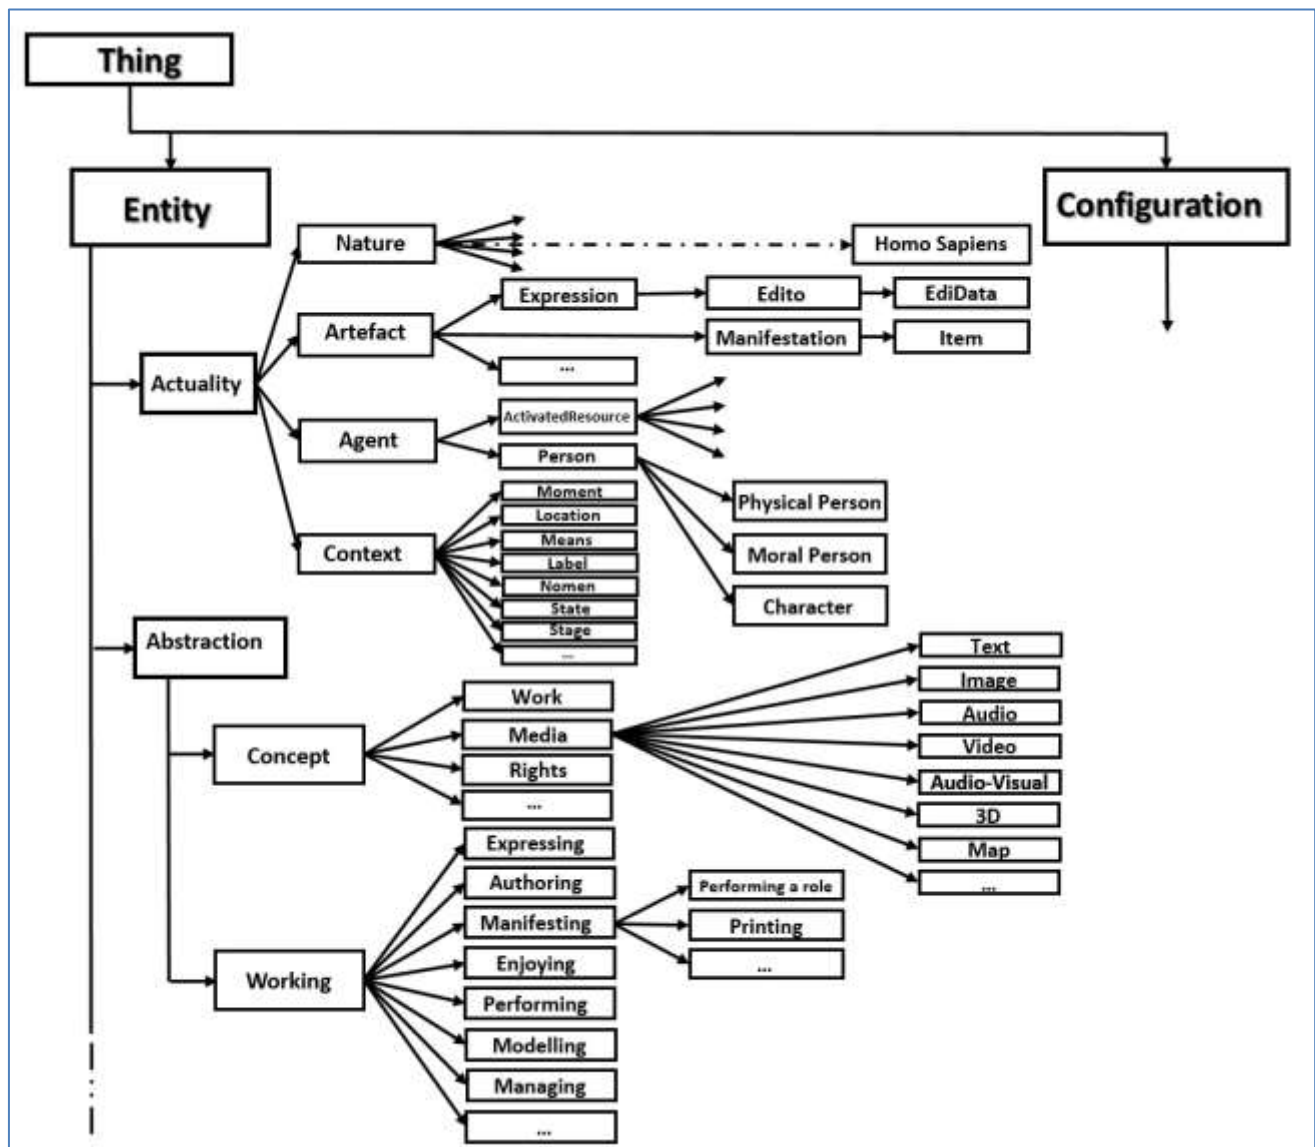 Thing
Entity
Configuration
Nature
Homo Sapiens
Expression
Edito
EdiData
Artefact
Manifestation
Item
...
Actuality
ActivatedResource
Agent
Person
Moment
Physical Person
Location
Means
Context
Label
Moral Person
Nomen
State
Character
Stage
...
Abstraction
Text
Image
Work
Audio
Media
Video
Concept
Rights
Audio-Visual
...
3D
Expressing
Map
Authoring
Performing a role
...
Manifesting
Printing
Enjoying
...
Working
Performing
Modelling
Managing
...